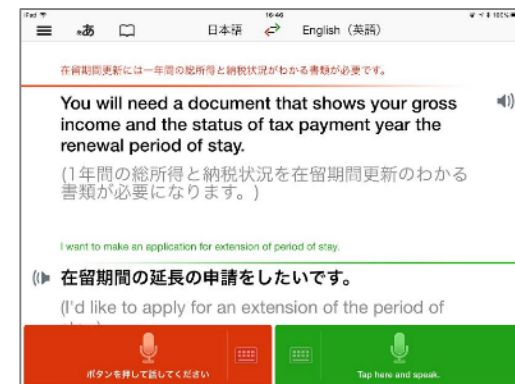 iPad
16:46
100%
あ
日本語
English（英語）
在留期間更新には一年間の総所得と納税状況がわかる書類が必要です。
You will need a document that shows your gross
income and the status of tax payment year the
renewal period of stay.
(1年間の総所得と納税状況を在留期間更新のわかる
書類が必要になります。)
I want to make an application for extension of period of stay.
在留期間の延長の申請をしたいです。
(I'd like to apply for an extension of the period of
ボタンを押して話してください
Tap here and speak.